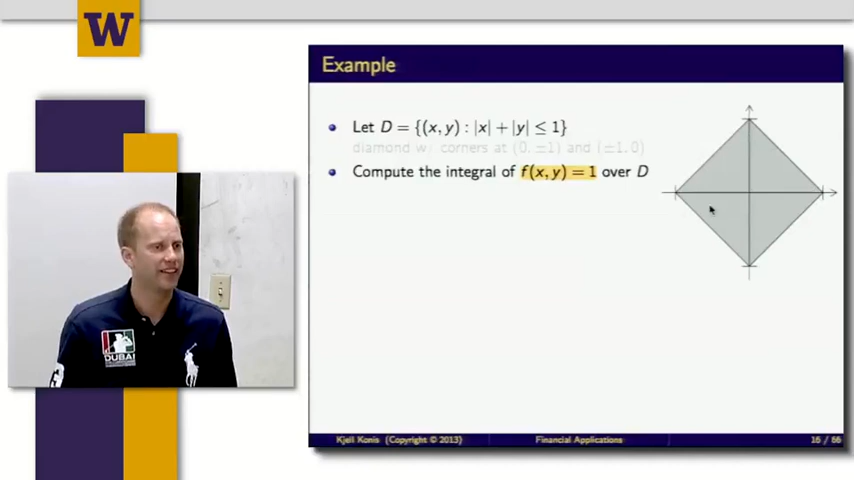 W
Example
Let D = {(x, y) : |x| + |y| ≤ 1}
diamond w/ corners at (0, ±1) and (±1, 0)
Compute the integral of f(x, y) = 1 over D
DUBAI
Kjell Konis (Copyright © 2013)
Financial Applications
16 / 66